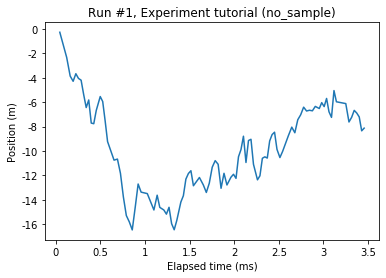 Run #1, Experiment tutorial (no_sample)
Position (m)
0
-2
-4
-6
-8
-10
-12
-14
-16
0 0.5 1 1.5 2 2.5 3 3.5
Elapsed time (ms)